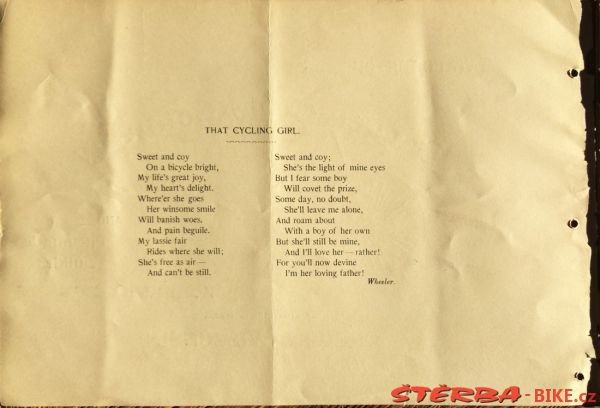 THAT CYCLING GIRL.
Sweet and coy
On a bicycle bright,
My life's great joy,
My heart's delight.
Where'er she goes
Her winsome smile
Will banish woes,
And pain beguile.
My lassie fair
Rides where she will;
She's free as air—
And can't be still.
Sweet and coy;
She's the light of mine eyes
But I fear some boy
Will covet the prize,
Some day, no doubt,
She'll leave me alone,
And roam about
With a boy of her own
But she'll still be mine,
And I'll love her—rather!
For you'll now devine
I'm her loving father!
Wheeler.
ŠTĚRBA-BIKE.cz